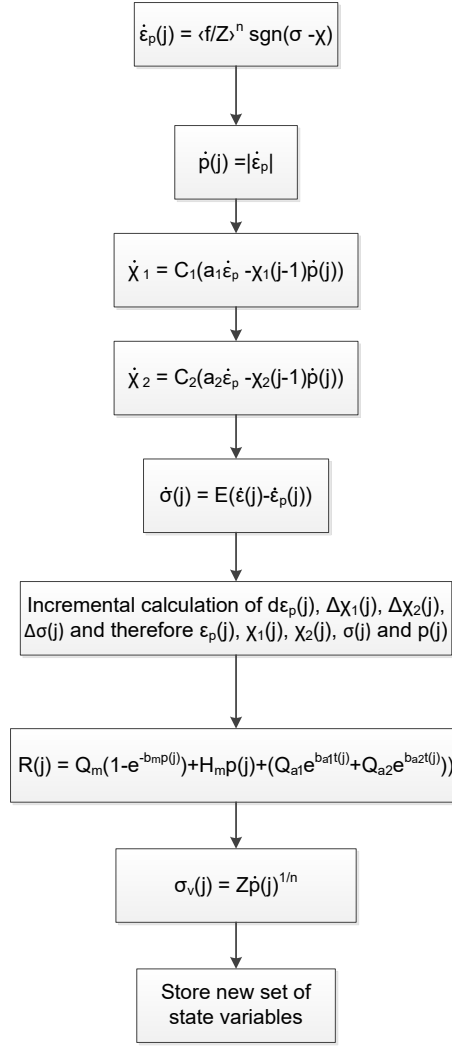 ε̇ₚ(j) = ‹f/Z›ⁿ sgn(σ -χ)
ṗ(j) =|ε̇ₚ|
χ̇ ₁ = C₁(a₁ε̇ₚ -χ₁(j-1)ṗ(j))
χ̇ ₂ = C₂(a₂ε̇ₚ -χ₂(j-1)ṗ(j))
σ̇(j) = E(ε̇(j)-ε̇ₚ(j))
Incremental calculation of dεₚ(j), Δχ₁(j), Δχ₂(j),
Δσ(j) and therefore εₚ(j), χ₁(j), χ₂(j), σ(j) and p(j)
R(j) = Qₘ(1-e^-bₘp(j))+Hₘp(j)+(Qₐ₁e^bₐ₁t(j)+Qₐ₂e^bₐ₂t(j)))
σᵥ(j) = Zṗ(j)^1/n
Store new set of
state variables